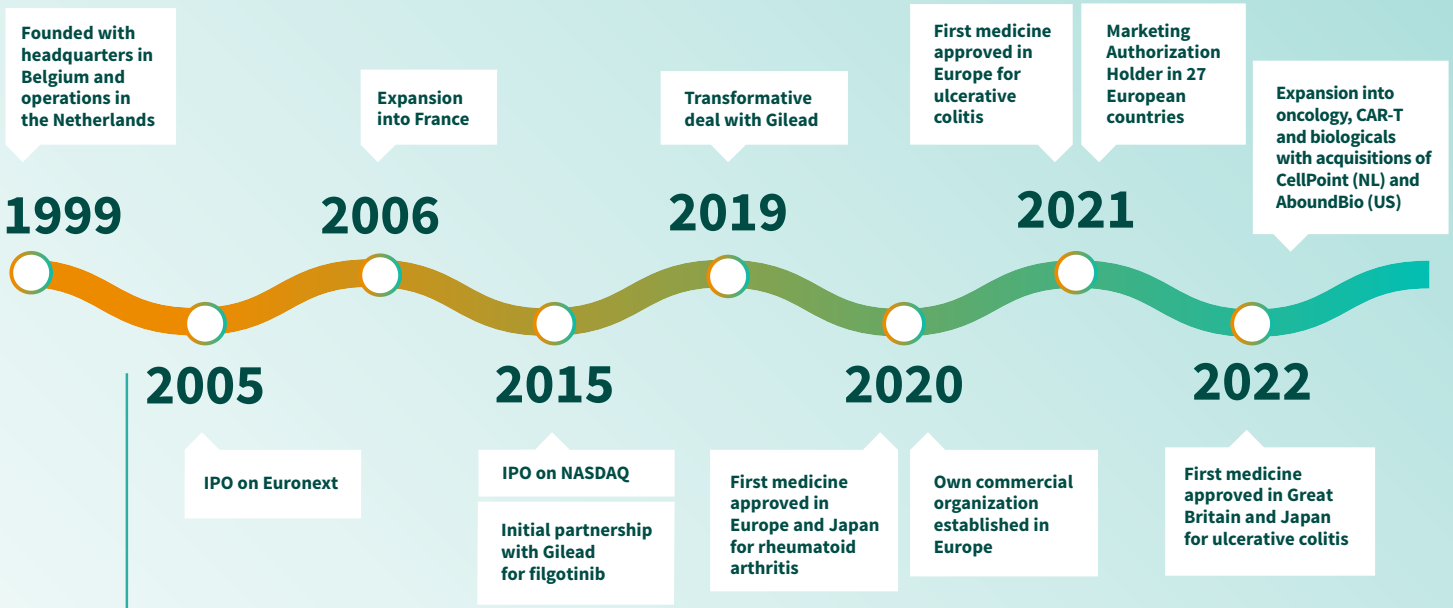 Founded with
headquarters in
Belgium and
operations in
the Netherlands
1999
2005
IPO on Euronext
Expansion
into France
2006
2015
IPO on NASDAQ
Initial partnership
with Gilead
for filgotinib
Transformative
deal with Gilead
2019
2020
First medicine
approved in
Europe and Japan
for rheumatoid
arthritis
Own commercial
organization
established in
Europe
First medicine
approved in
Europe for
ulcerative
colitis
Marketing
Authorization
Holder in 27
European
countries
2021
Expansion into
oncology, CAR-T
and biologicals
with acquisitions of
CellPoint (NL) and
AboundBio (US)
2022
First medicine
approved in Great
Britain and Japan
for ulcerative colitis